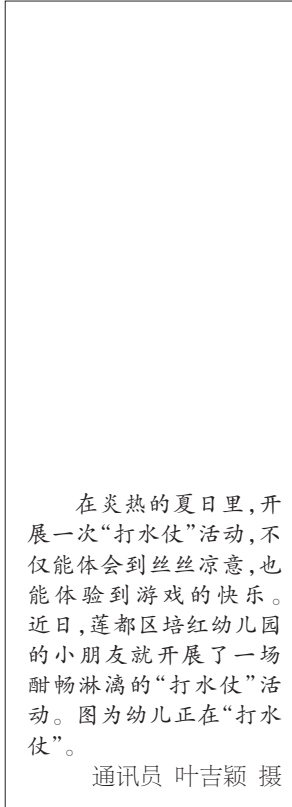 在炎热的夏日里,开
展一次“打水仗”活动,不
仅能体会到丝丝凉意,也
能体验到游戏的快乐。
近日,莲都区培红幼儿园
的小朋友就开展了一场
酣畅淋漓的“打水仗”活
动。图为幼儿正在“打水
仗”。
通讯员 叶吉颖 摄